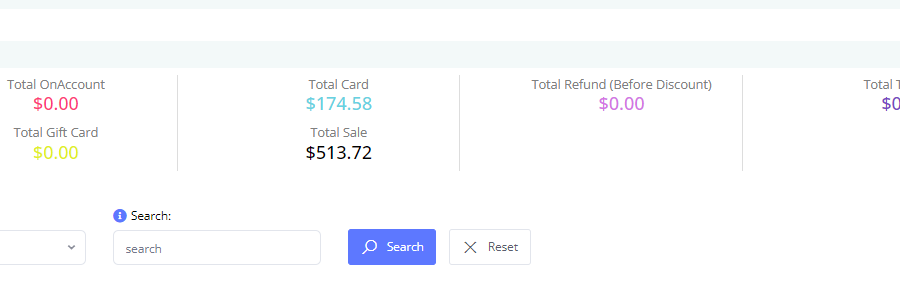 Total OnAccount
$0.00
Total Gift Card
$0.00
Total Card
$174.58
Total Sale
$513.72
Total Refund (Before Discount)
$0.00
Total
Search:
search
Search
Reset